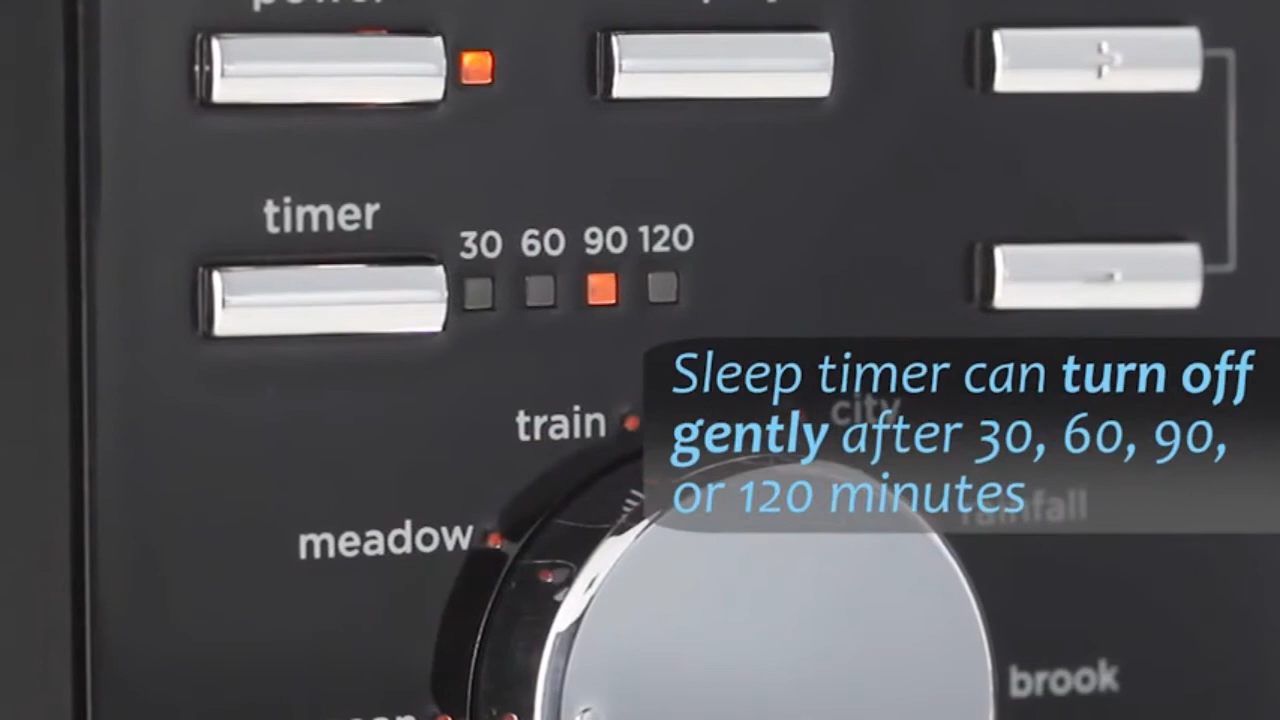 power
timer
30 60 90 120
+
-
Sleep timer can turn off
gently after 30, 60, 90,
or 120 minutes
train
city
meadow
rainfall
brook